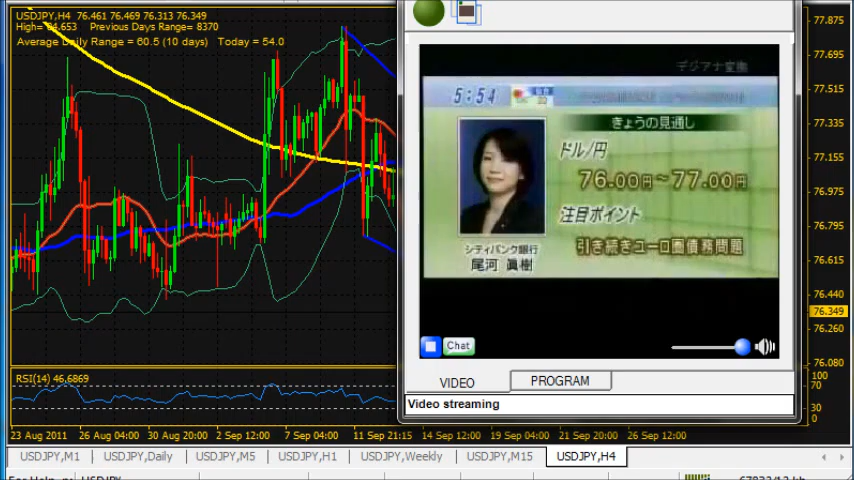 USDJPY,H4 76.461 76.469 76.313 76.349
Previous Days Range= 8370
Average Daily Range = 60.5 (10 days) Today = 54.0
77.875
77.695
77.515
77.335
77.155
76.975
76.795
76.615
76.440
76.349
76.260
76.080
デジアナ変換
5:54
きょうの見通し
ドル/円
76.00円~77.00円
注目ポイント
引き続きユーロ圏債務問題
シティバンク銀行
尾河 眞樹
Chat
VIDEO
PROGRAM
Video streaming
RSI(14) 46.6869
100
70
30
0
23 Aug 2011
26 Aug 04:00
30 Aug 20:00
2 Sep 12:00
7 Sep 04:00
11 Sep 21:15
14 Sep 12:00
19 Sep 04:00
21 Sep 20:00
26 Sep 12:00
USDJPY,M1
USDJPY,Daily
USDJPY,M5
USDJPY,H1
USDJPY,Weekly
USDJPY,M15
USDJPY,H4